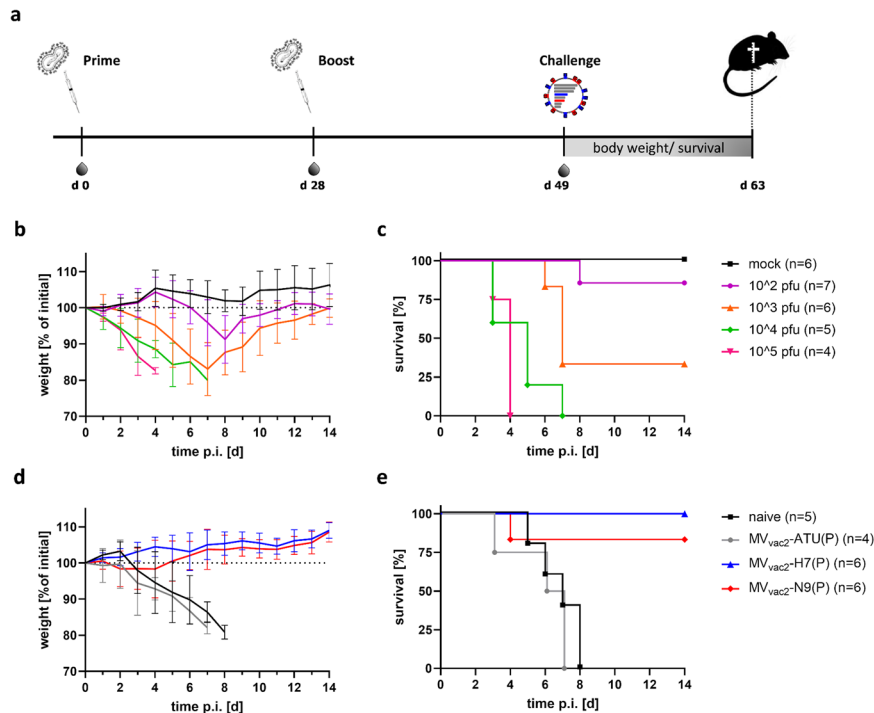 a
Prime
Boost
Challenge
body weight/ survival
d 0
d 28
d 49
d 63
b
weight [% of initial]
110
100
90
80
70
0 2 4 6 8 10 12 14
time p.i. [d]
c
survival [%]
100
75
50
25
0
0 2 4 6 8 10 12 14
time p.i. [d]
mock (n=6)
10^2 pfu (n=7)
10^3 pfu (n=6)
10^4 pfu (n=5)
10^5 pfu (n=4)
d
weight [%of initial]
110
100
90
80
70
0 2 4 6 8 10 12 14
time p.i. [d]
e
survival [%]
100
75
50
25
0
0 2 4 6 8 10 12 14
time p.i. [d]
naive (n=5)
MVvac2-ATU(P) (n=4)
MVvac2-H7(P) (n=6)
MVvac2-N9(P) (n=6)